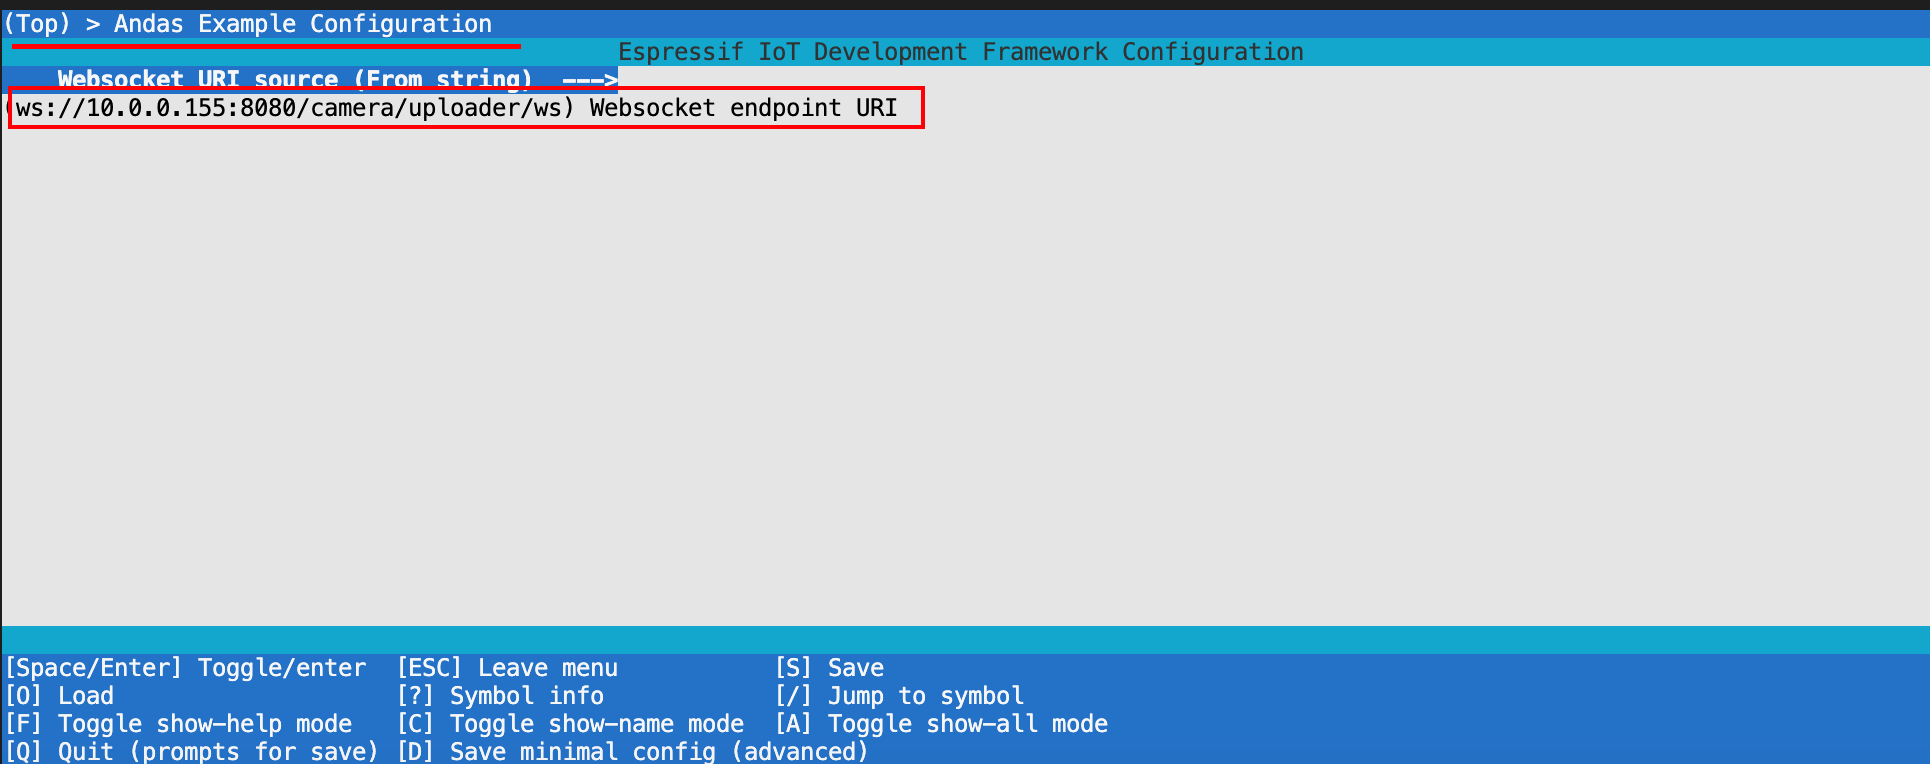 (Top) > Andas Example Configuration
Espressif IoT Development Framework Configuration
Websocket URI source (From string)  --->
(ws://10.0.0.155:8080/camera/uploader/ws) Websocket endpoint URI
[Space/Enter] Toggle/enter  [ESC] Leave menu           [S] Save
[O] Load                    [?] Symbol info            [/] Jump to symbol
[F] Toggle show-help mode   [C] Toggle show-name mode  [A] Toggle show-all mode
[Q] Quit (prompts for save) [D] Save minimal config (advanced)